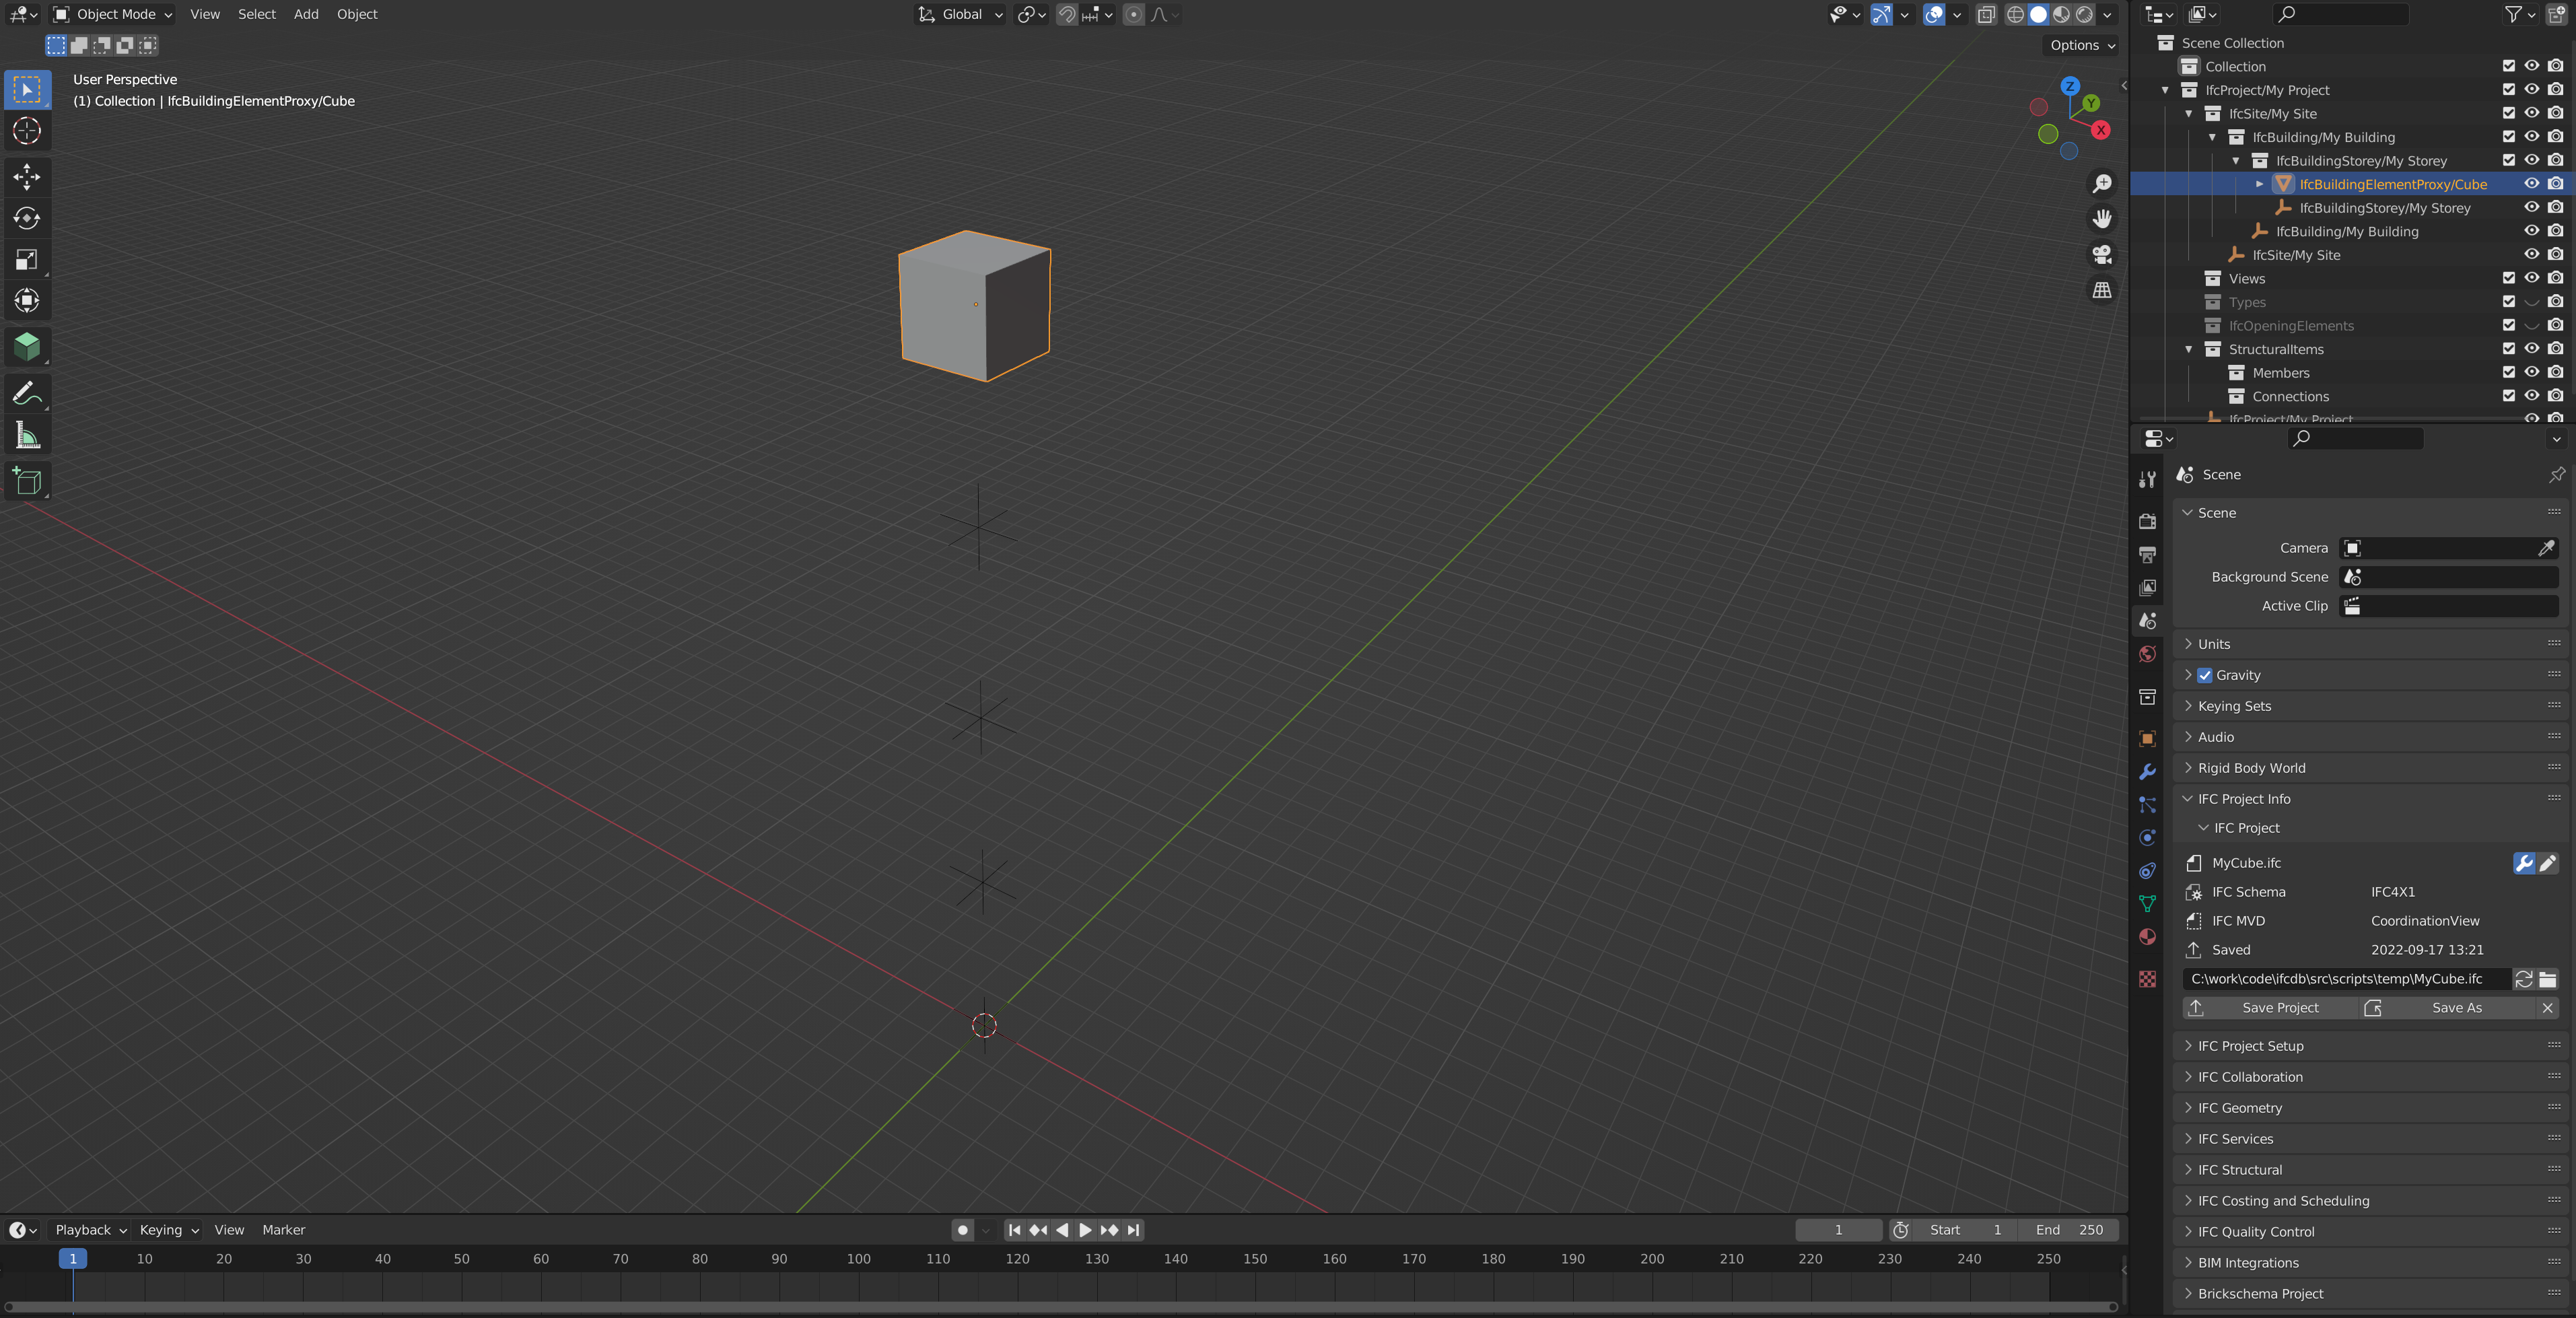 Object Mode View Select Add Object Global
Options
User Perspective
(1) Collection | IfcBuildingElementProxy/Cube
Z
Y
X
Scene Collection
Collection
IfcProject/My Project
IfcSite/My Site
IfcBuilding/My Building
IfcBuildingStorey/My Storey
IfcBuildingElementProxy/Cube
IfcBuildingStorey/My Storey
IfcBuilding/My Building
IfcSite/My Site
Views
Types
IfcOpeningElements
StructuralItems
Members
Connections
IfcProject/My Project
Scene
Scene
Camera
Background Scene
Active Clip
Units
Gravity
Keying Sets
Audio
Rigid Body World
IFC Project Info
IFC Project
MyCube.ifc
IFC Schema IFC4X1
IFC MVD CoordinationView
Saved 2022-09-17 13:21
C:\work\code\ifcdb\src\scripts\temp\MyCube.ifc
Save Project Save As
IFC Project Setup
IFC Collaboration
IFC Geometry
IFC Services
IFC Structural
IFC Costing and Scheduling
IFC Quality Control
BIM Integrations
Brickschema Project
Playback Keying View Marker 1 Start 1 End 250
1 10 20 30 40 50 60 70 80 90 100 110 120 130 140 150 160 170 180 190 200 210 220 230 240 250